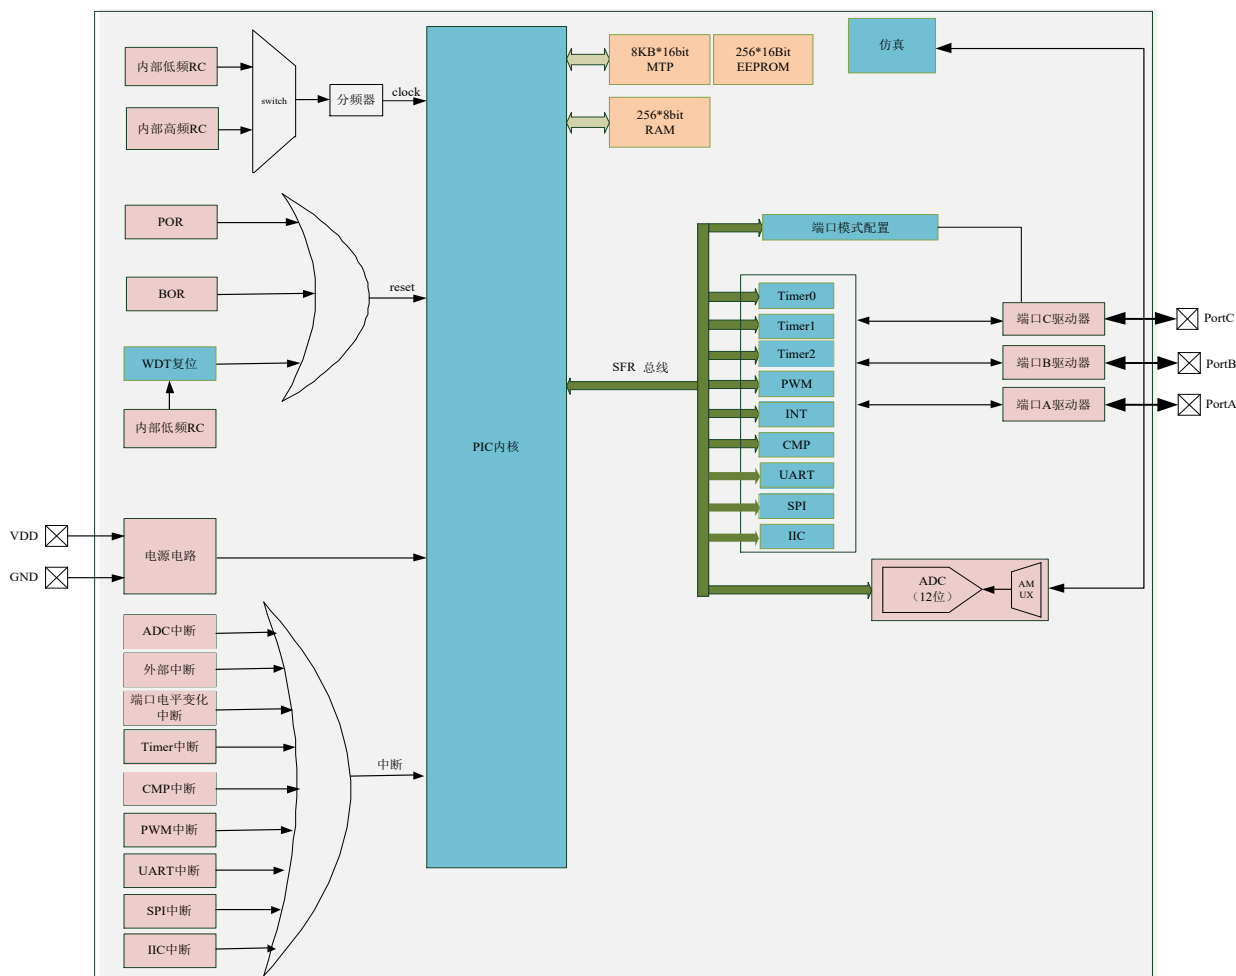 内部低频RC
内部高频RC
switch
分频器
clock
POR
BOR
WDT复位
内部低频RC
reset
VDD
GND
电源电路
ADC中断
外部中断
端口电平变化
中断
Timer中断
CMP中断
PWM中断
UART中断
SPI中断
IIC中断
中断
PIC内核
8KB*16bit
MTP
256*16Bit
EEPROM
256*8bit
RAM
仿真
SFR 总线
端口模式配置
Timer0
Timer1
Timer2
PWM
INT
CMP
UART
SPI
IIC
端口C驱动器
端口B驱动器
端口A驱动器
PortC
PortB
PortA
ADC
（12位）
AM
UX